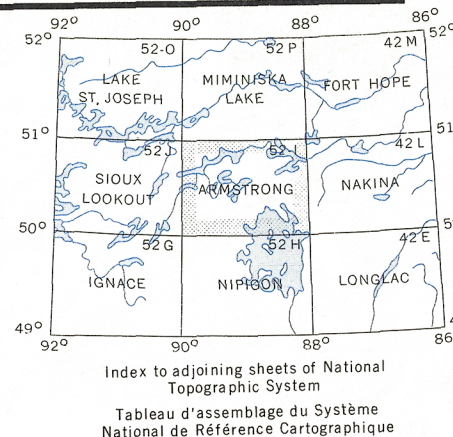 92° 90° 88° 86°
52° 52-O 52 P 42 M 52°
LAKE ST. JOSEPH
MIMINISKA LAKE
FORT HOPE
51° 52 J 52-I 42 L 51
SIOUX LOOKOUT
ARMSTRONG
NAKINA
50° 52 G 52 H 42 E 5
IGNACE
NIPIGON
LONGLAC
49° 4
92° 90° 88° 86
Index to adjoining sheets of National
Topographic System
Tableau d'assemblage du Système
National de Référence Cartographique